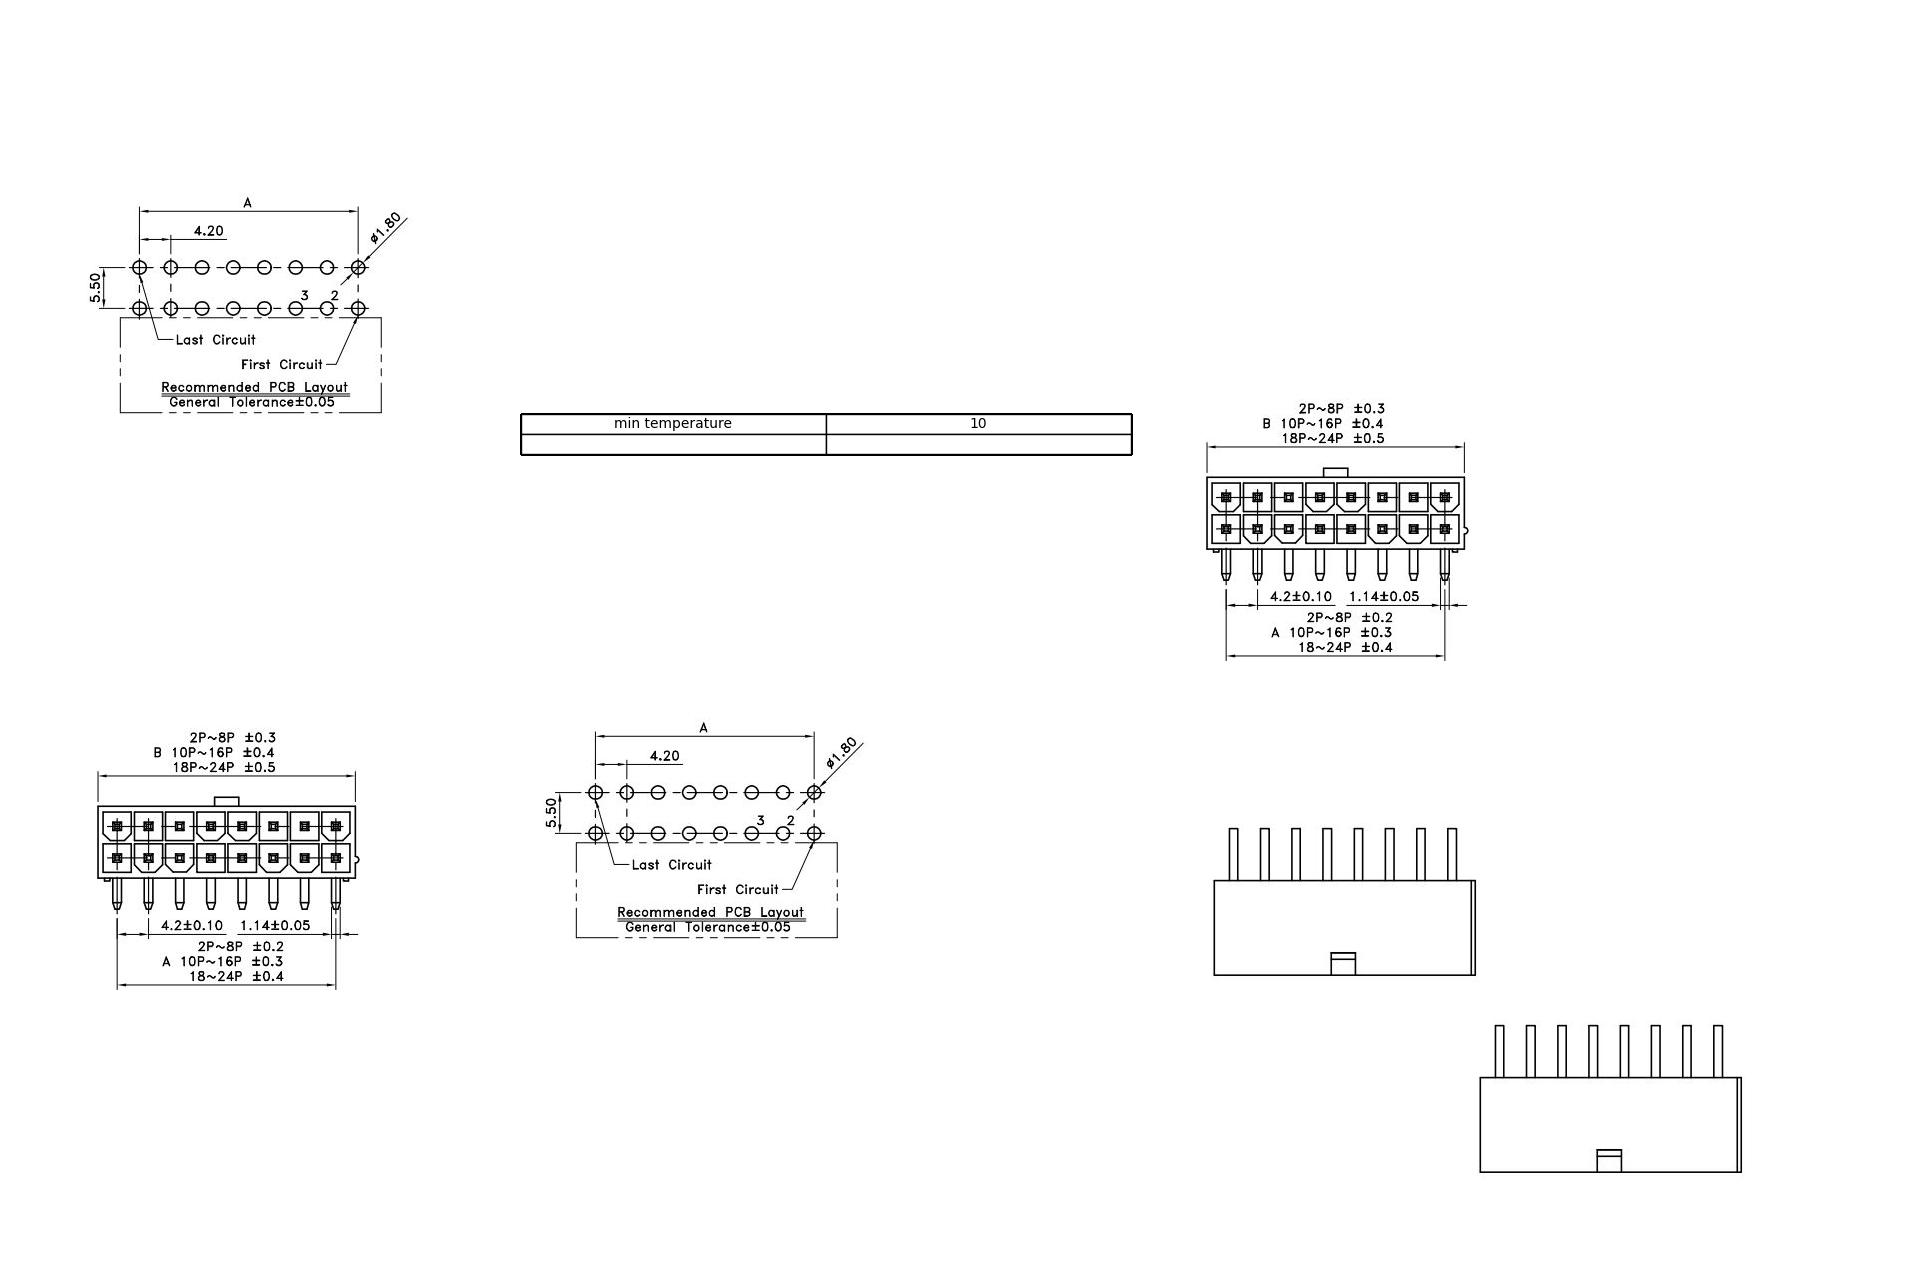 A
4.20
ø1.80
5.50
3 2
Last Circuit
First Circuit
Recommended PCB Layout
General Tolerance±0.05
min temperature 10
2P~8P ±0.3
B 10P~16P ±0.4
18P~24P ±0.5
4.2±0.10 1.14±0.05
2P~8P ±0.2
A 10P~16P ±0.3
18~24P ±0.4
2P~8P ±0.3
B 10P~16P ±0.4
18P~24P ±0.5
4.2±0.10 1.14±0.05
2P~8P ±0.2
A 10P~16P ±0.3
18~24P ±0.4
A
4.20
ø1.80
5.50
3 2
Last Circuit
First Circuit
Recommended PCB Layout
General Tolerance±0.05